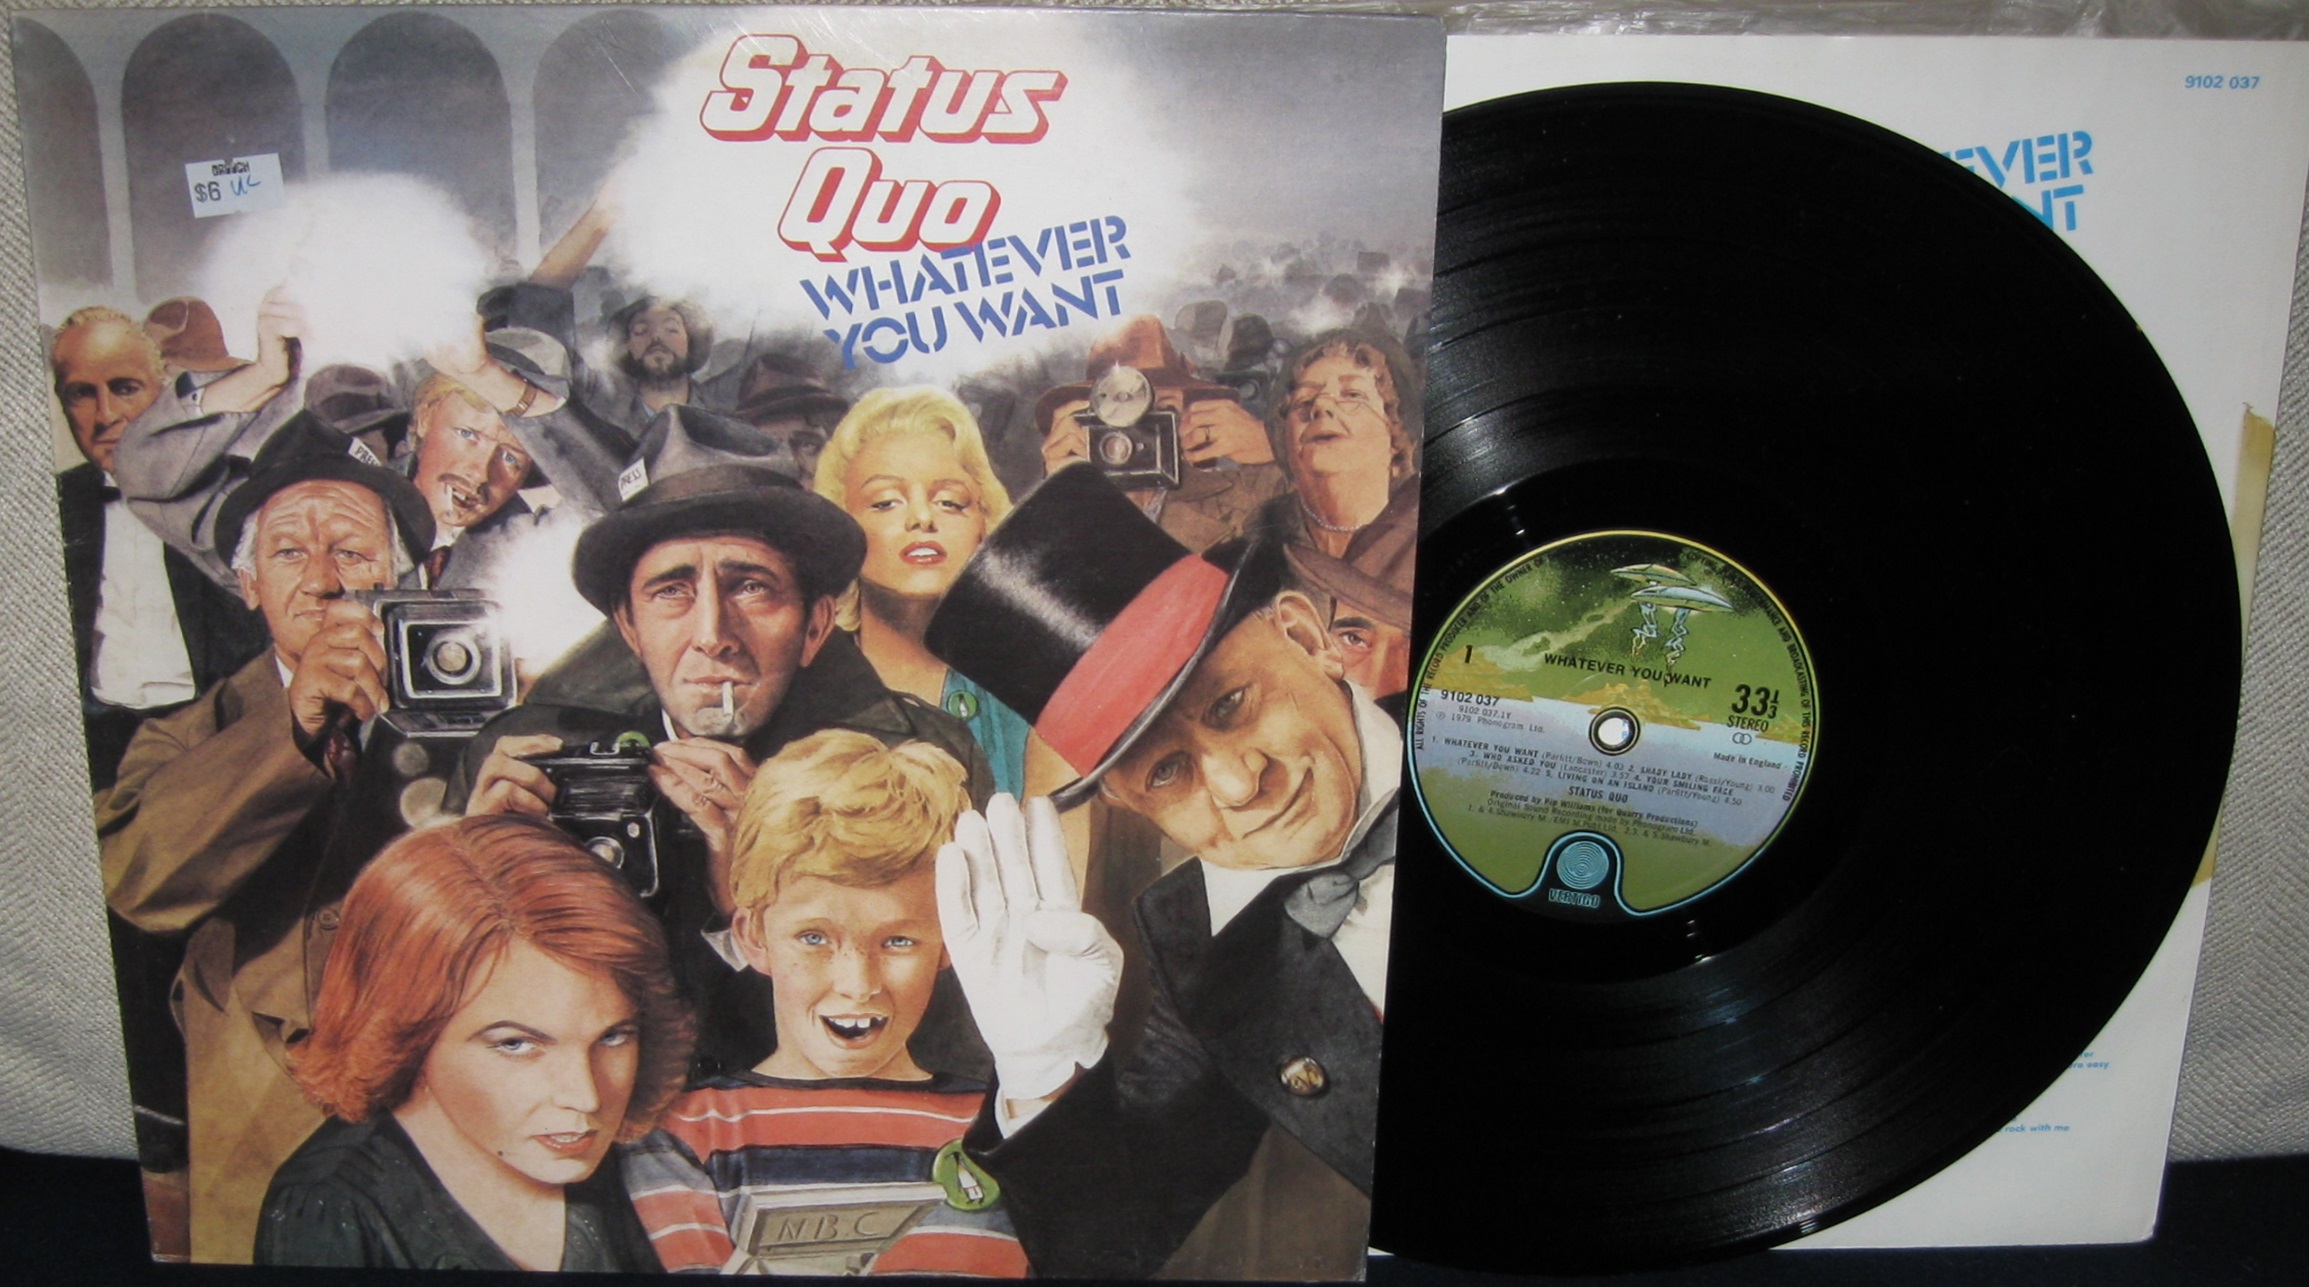 Status
Quo
WHATEVER
YOU WANT
$6
PRESS
PRESS
N.B.C
9102 037
EVER
NT
1
WHATEVER YOU WANT
33⅓
STEREO
9102 037
9102 037.1Y
℗ 1979 Phonogram Ltd.
Made in England
1. WHATEVER YOU WANT (Parfitt/Bown) 4.03 2. SHADY LADY (Rossi/Young) 3.00
3. WHO ASKED YOU (Lancaster) 3.57 4. YOUR SMILING FACE
(Parfitt/Bown) 4.22 5. LIVING ON AN ISLAND (Parfitt/Young) 4.50
STATUS QUO
Produced by Pip Williams (for Quarry Productions)
Original Sound Recording made by Phonogram Ltd.
VERTIGO
easy
rock with me